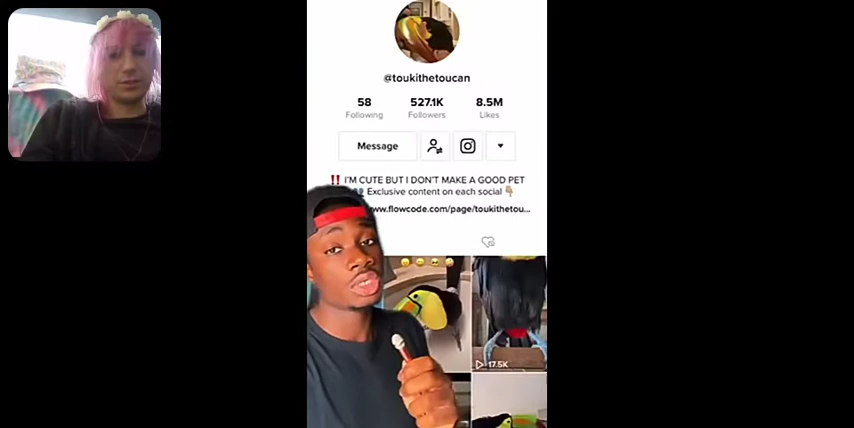 @toukithetoucan
58 527.1K 8.5M
Following Followers Likes
Message
‼️ I'M CUTE BUT I DON'T MAKE A GOOD PET
Exclusive content on each social 👇🏼
ww.flowcode.com/page/toukithetou...
17.5K